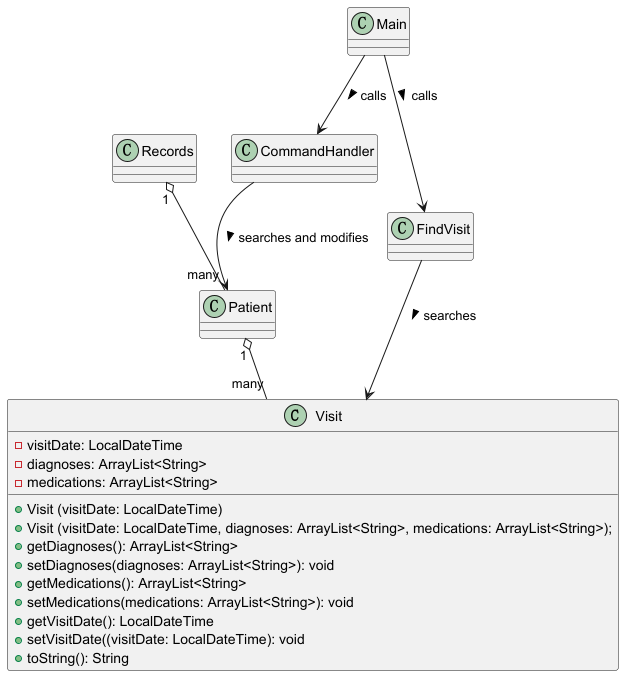 C Main
calls
calls
C Records
C CommandHandler
1
C FindVisit
searches and modifies
many
C Patient
searches
1
many
C Visit
visitDate: LocalDateTime
diagnoses: ArrayList<String>
medications: ArrayList<String>
Visit (visitDate: LocalDateTime)
Visit (visitDate: LocalDateTime, diagnoses: ArrayList<String>, medications: ArrayList<String>);
getDiagnoses(): ArrayList<String>
setDiagnoses(diagnoses: ArrayList<String>): void
getMedications(): ArrayList<String>
setMedications(medications: ArrayList<String>): void
getVisitDate(): LocalDateTime
setVisitDate((visitDate: LocalDateTime): void
toString(): String